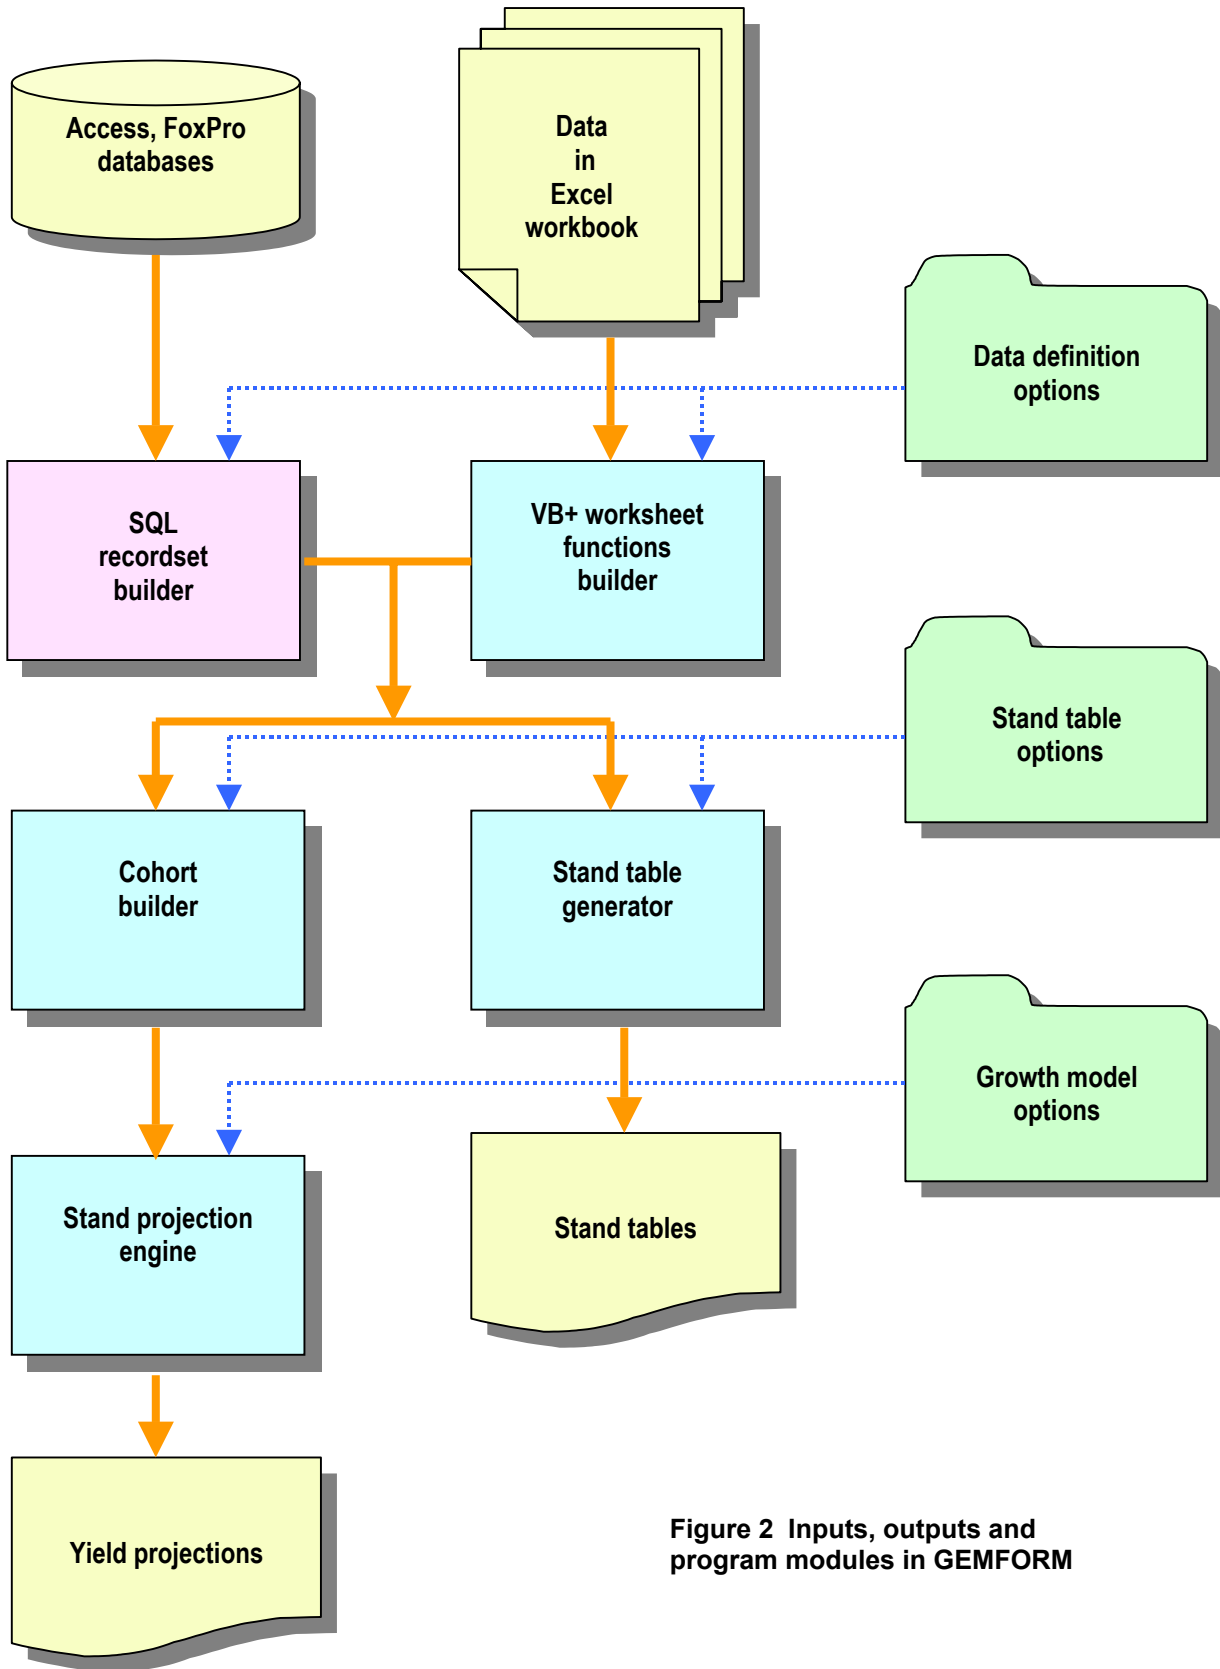 Access, FoxPro
databases
Data
in
Excel
workbook
Data definition
options
SQL
recordset
builder
VB+ worksheet
functions
builder
Stand table
options
Cohort
builder
Stand table
generator
Growth model
options
Stand projection
engine
Stand tables
Yield projections
Figure 2  Inputs, outputs and
program modules in GEMFORM